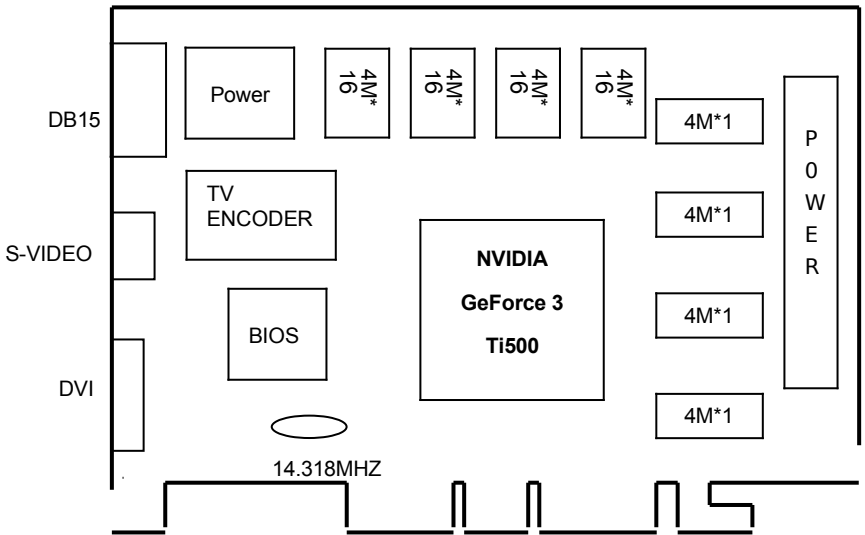 DB15
Power
4M*
16
4M*
16
4M*
16
4M*
16
4M*1
P
0
W
E
R
TV
ENCODER
S-VIDEO
4M*1
NVIDIA
GeForce 3
Ti500
BIOS
4M*1
DVI
4M*1
14.318MHZ